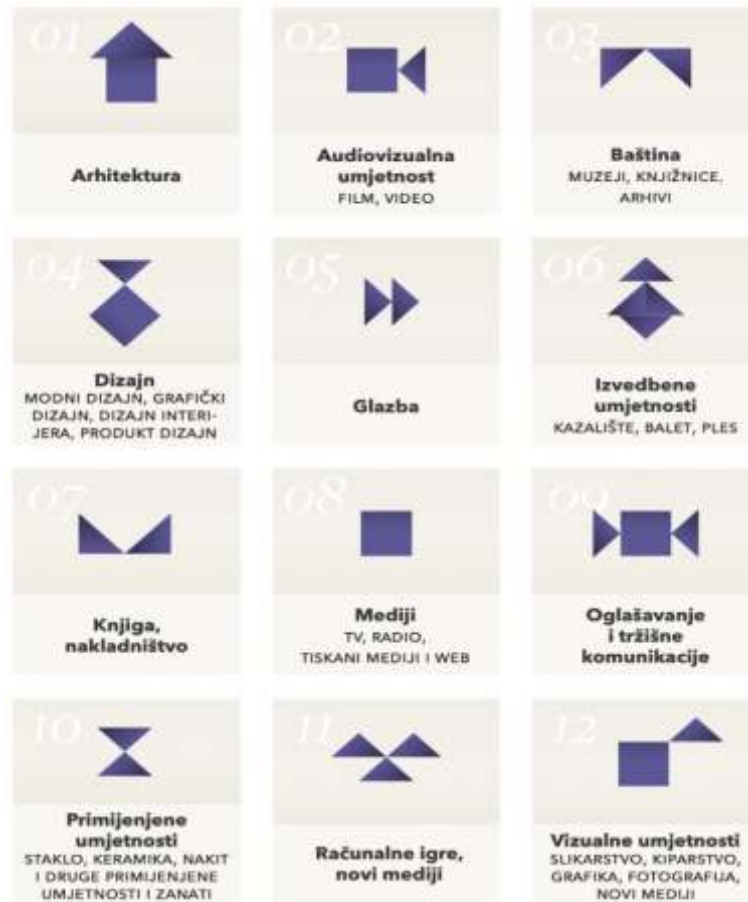 01
Arhitektura
02
Audiovizualna
umjetnost
FILM, VIDEO
03
Baština
MUZEJI, KNJIŽNICE,
ARHIVI
04
Dizajn
MODNI DIZAJN, GRAFIČKI
DIZAJN, DIZAJN INTERI-
JERA, PRODUKT DIZAJN
05
Glazba
06
Izvedbene
umjetnosti
KAZALIŠTE, BALET, PLES
07
Knjiga,
nakladništvo
08
Mediji
TV, RADIO,
TISKANI MEDIJI I WEB
09
Oglašavanje
i tržišne
komunikacije
10
Primijenjene
umjetnosti
STAKLO, KERAMIKA, NAKIT
I DRUGE PRIMIJENJENE
UMJETNOSTI I ZANATI
11
Računalne igre,
novi mediji
12
Vizualne umjetnosti
SLIKARSTVO, KIPARSTVO,
GRAFIKA, FOTOGRAFIJA,
NOVI MEDIJI